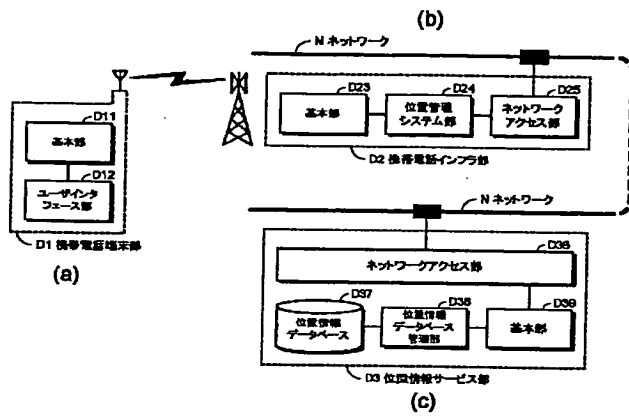 (b)
N ネットワーク
D23
基本部
D24
位置管理
システム部
D25
ネットワーク
アクセス部
D2 携帯電話インフラ部
D11
基本部
D12
ユーザインタ
フェース部
D1 携帯電話端末部
(a)
N ネットワーク
D36
ネットワークアクセス部
D37
位置情報
データベース
D38
位置情報
データベース
管理部
D39
基本部
D3 位置情報サービス部
(c)